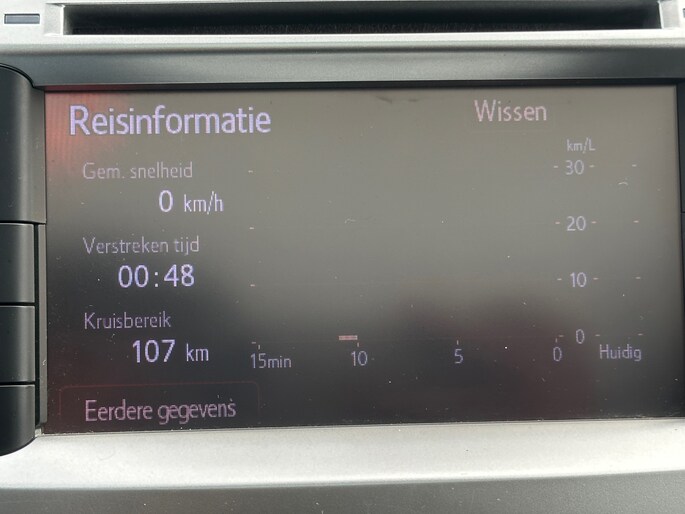 Reisinformatie
Wissen
Gem. snelheid
0 km/h
Verstreken tijd
00:48
Kruisbereik
107 km
Eerdere gegevens
km/L
30
20
10
0
15min 10 5 0 Huidig